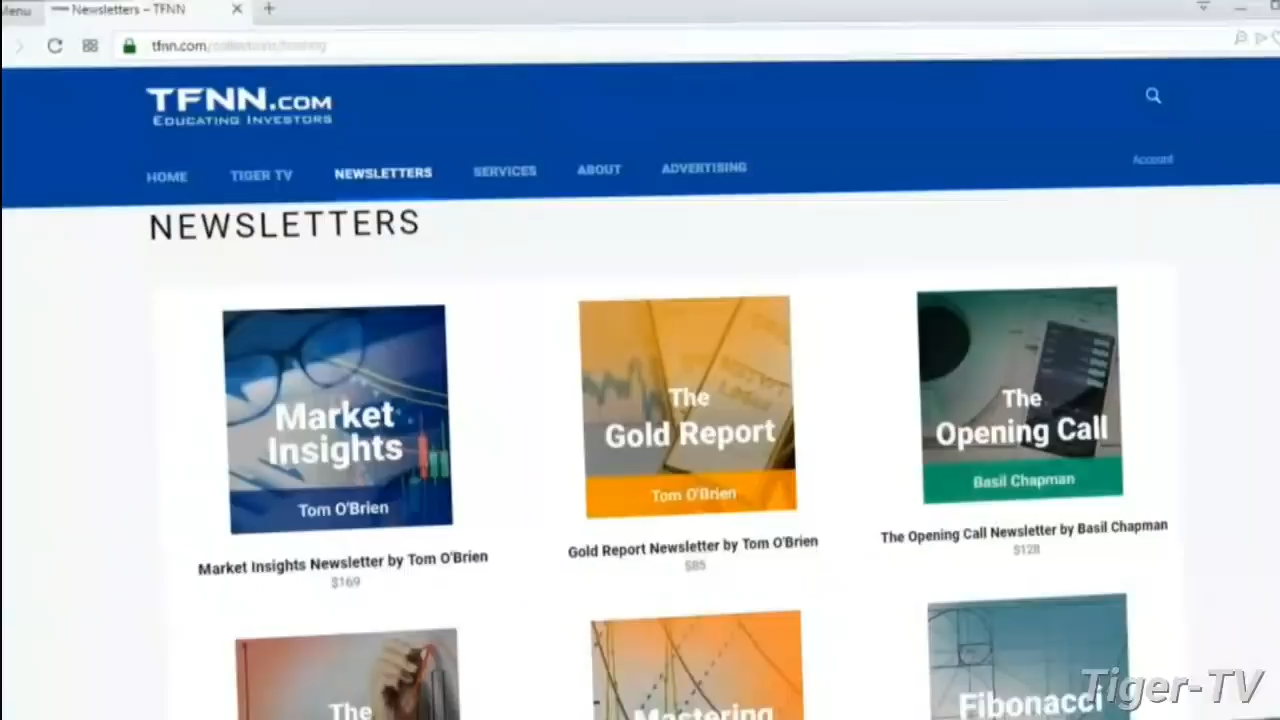 Menu
Newsletters – TFNN
tfnn.com
TFNN.COM
EDUCATING INVESTORS
HOME TIGER TV NEWSLETTERS SERVICES ABOUT ADVERTISING
Account
NEWSLETTERS
Market
Insights
Tom O'Brien
Market Insights Newsletter by Tom O'Brien
$169
The
Gold Report
Tom O'Brien
Gold Report Newsletter by Tom O'Brien
$85
The
Opening Call
Basil Chapman
The Opening Call Newsletter by Basil Chapman
$128
The
Mastering
Fibonacci
Tiger-TV